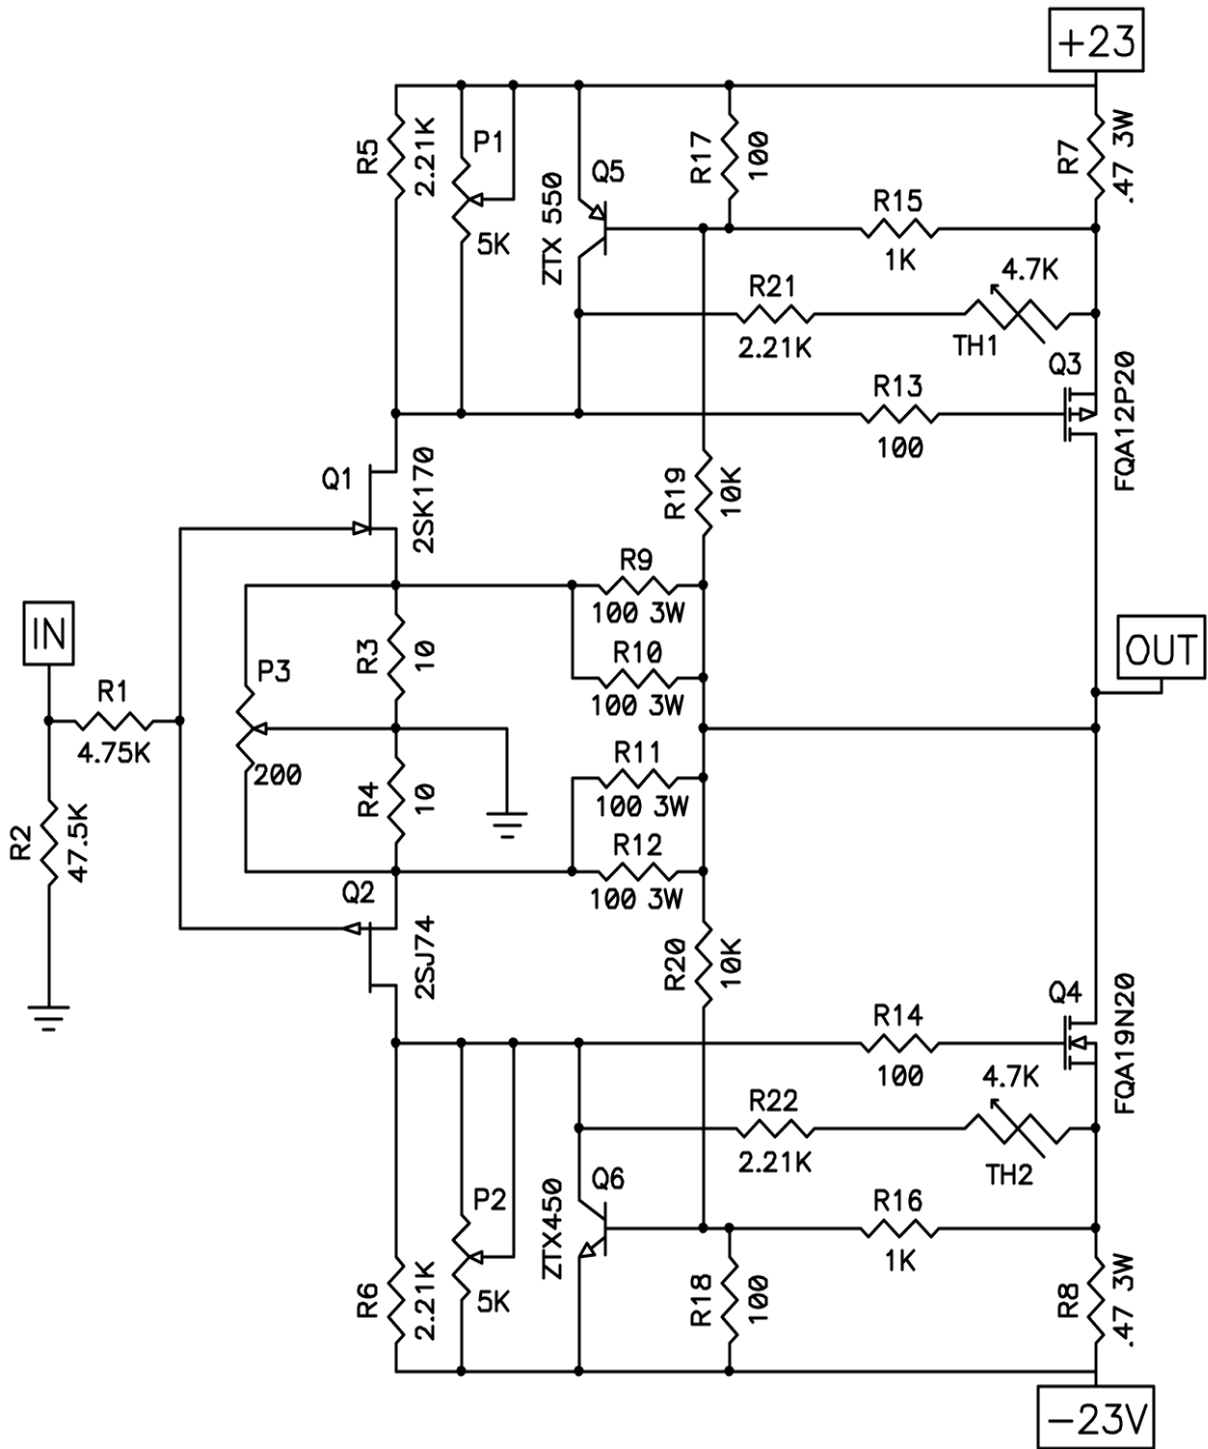 +23
R5
2.21K
P1
5K
Q5
ZTX 550
R17
100
R7
.47 3W
R15
1K
R21
2.21K
4.7K
TH1
Q3
FQA12P20
R13
100
Q1
2SK170
R19
10K
R9
100 3W
R10
100 3W
IN
R1
4.75K
R2
47.5K
P3
200
R3
10
R4
10
OUT
R11
100 3W
R12
100 3W
Q2
2SJ74
R20
10K
Q4
FQA19N20
R14
100
4.7K
R22
2.21K
TH2
Q6
ZTX450
P2
5K
R16
1K
R6
2.21K
R18
100
R8
.47 3W
-23V